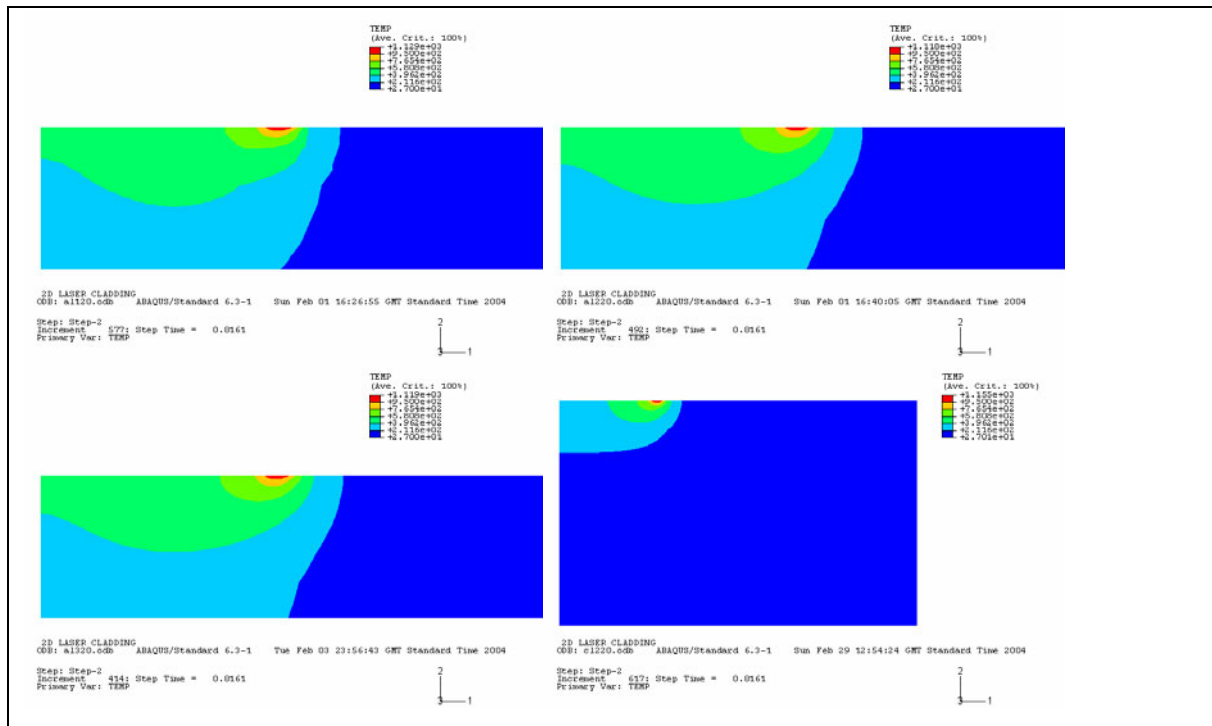 TEMP
(Ave. Crit.: 100%)
+1.129e+03
+9.500e+02
+7.654e+02
+5.808e+02
+3.962e+02
+2.116e+02
+2.700e+01
2D LASER CLADDING
ODB: al120.odb ABAQUS/Standard 6.3-1 Sun Feb 01 16:26:55 GMT Standard Time 2004
Step: Step-2
Increment 577: Step Time = 0.8161
Primary Var: TEMP
2
3 1
TEMP
(Ave. Crit.: 100%)
+1.118e+03
+9.500e+02
+7.654e+02
+5.808e+02
+3.962e+02
+2.116e+02
+2.700e+01
2D LASER CLADDING
ODB: al220.odb ABAQUS/Standard 6.3-1 Sun Feb 01 16:40:05 GMT Standard Time 2004
Step: Step-2
Increment 492: Step Time = 0.8161
Primary Var: TEMP
2
3 1
TEMP
(Ave. Crit.: 100%)
+1.119e+03
+9.500e+02
+7.654e+02
+5.808e+02
+3.962e+02
+2.116e+02
+2.700e+01
2D LASER CLADDING
ODB: al320.odb ABAQUS/Standard 6.3-1 Tue Feb 03 23:56:43 GMT Standard Time 2004
Step: Step-2
Increment 414: Step Time = 0.8161
Primary Var: TEMP
2
3 1
TEMP
(Ave. Crit.: 100%)
+1.155e+03
+9.500e+02
+7.654e+02
+5.808e+02
+3.962e+02
+2.116e+02
+2.701e+01
2D LASER CLADDING
ODB: cl220.odb ABAQUS/Standard 6.3-1 Sun Feb 29 12:54:24 GMT Standard Time 2004
Step: Step-2
Increment 617: Step Time = 0.8161
Primary Var: TEMP
2
3 1